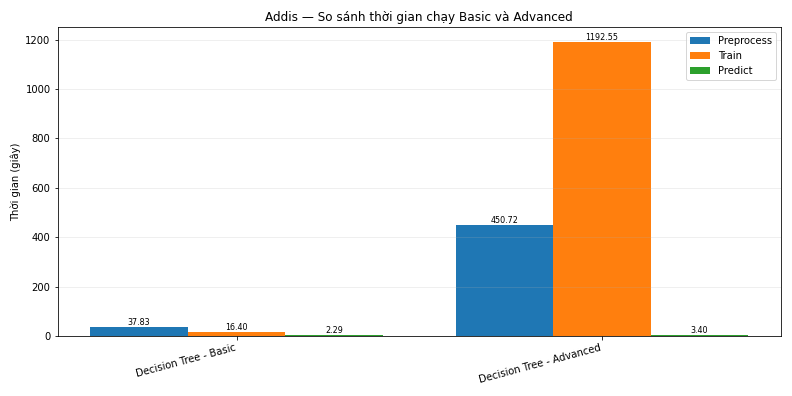 Addis — So sánh thời gian chạy Basic và Advanced
Preprocess
Train
Predict
Thời gian (giây)
1200
1000
800
600
400
200
0
37.83
16.40
2.29
450.72
1192.55
3.40
Decision Tree - Basic
Decision Tree - Advanced